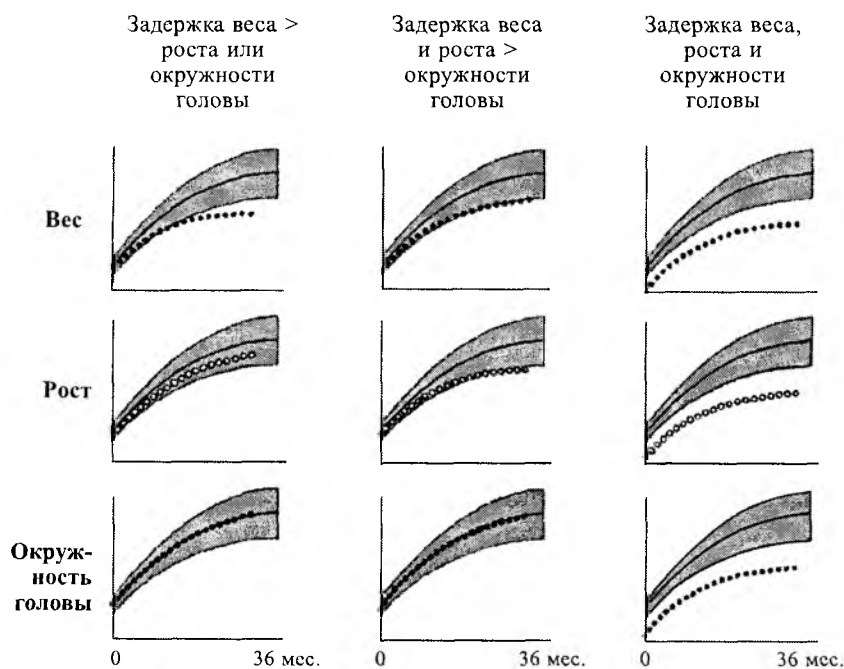 Задержка веса >
роста или
окружности
головы
Задержка веса
и роста >
окружности
головы
Задержка веса,
роста и
окружности
головы
Вес
Рост
Окруж-
ность
головы
0 36 мес.
0 36 мес.
0 36 мес.